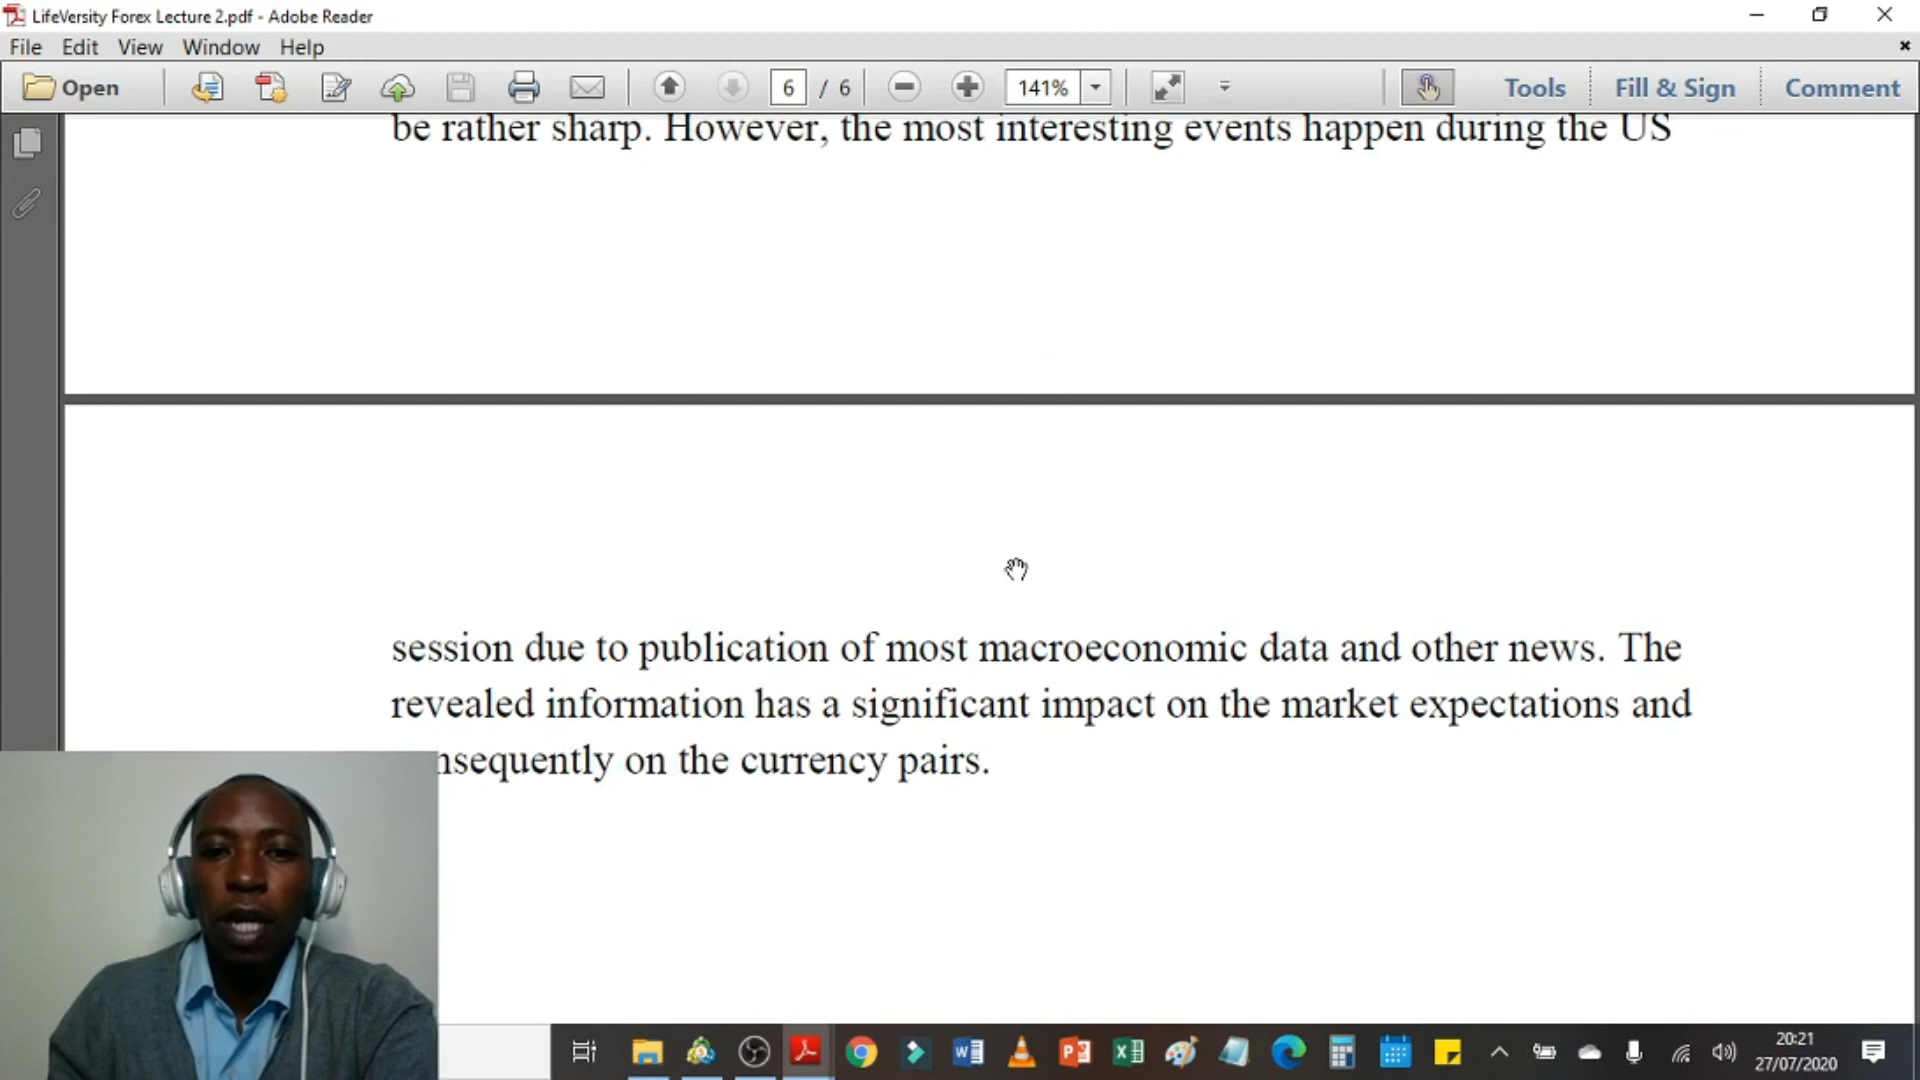 LifeVersity Forex Lecture 2.pdf - Adobe Reader
File Edit View Window Help
Open 6 / 6 141% Tools Fill & Sign Comment
be rather sharp. However, the most interesting events happen during the US
session due to publication of most macroeconomic data and other news. The
revealed information has a significant impact on the market expectations and
nsequently on the currency pairs.
20:21
27/07/2020